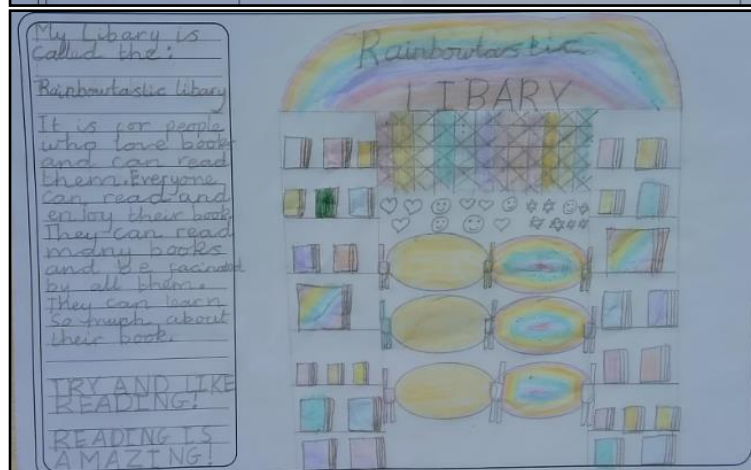 My Libary is
called the:
Rainbowtastic libary
It is for people
who love books
and can read
them. Everyone
can read and
enjoy their book
They can read
many books
and be
by all them.
They can learn
so much about
their book.
TRY AND LIKE
READING!
READING IS
AMAZING!
Rainbowtastic
LIBARY